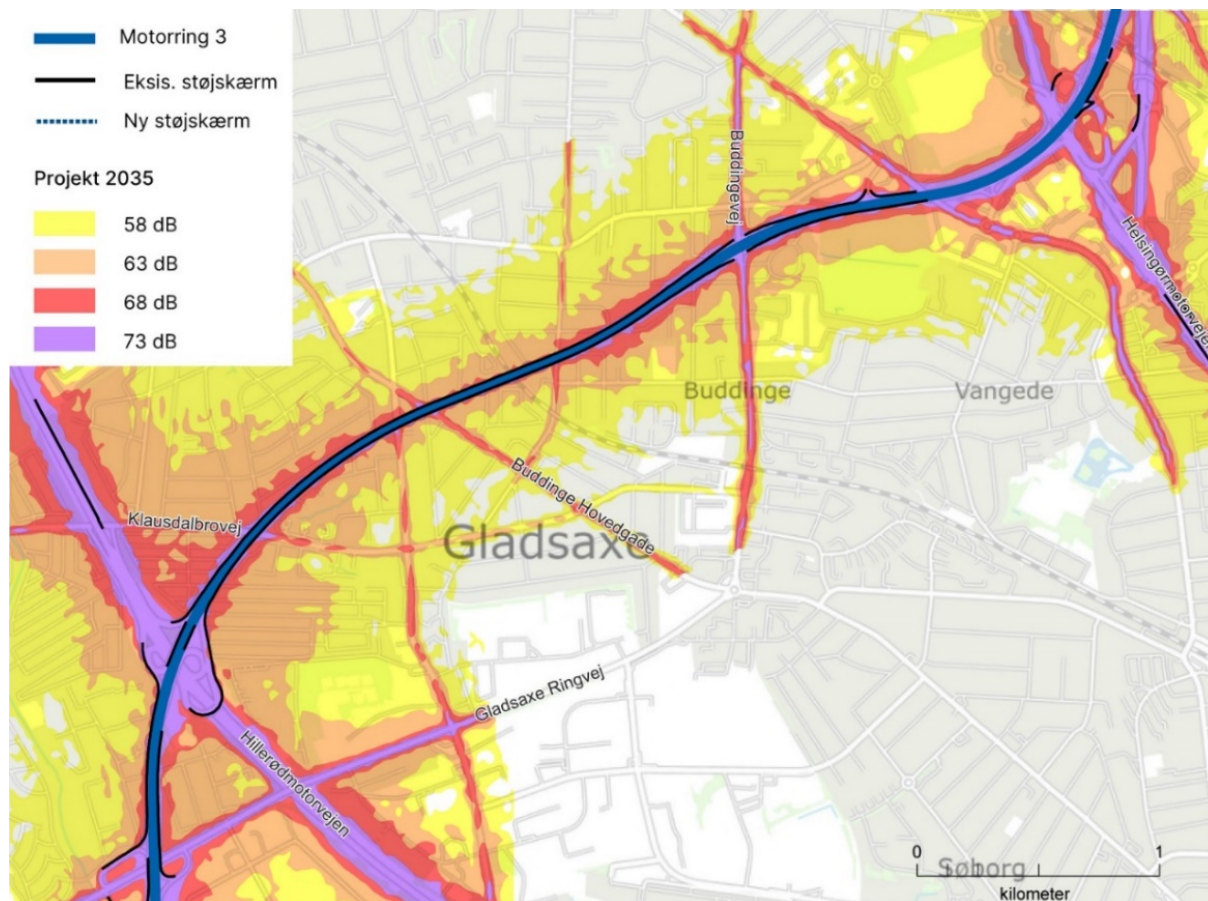 Motorring 3
Eksis. støjskærm
Ny støjskærm
Projekt 2035
58 dB
63 dB
68 dB
73 dB
Buddingevej
Helsingørmotorvejen
Buddinge
Vangede
Klausdalbrovej
Buddinge Hovedgade
Gladsaxe
Gladsaxe Ringvej
Hillerødmotorvejen
0
1
Søborg
kilometer